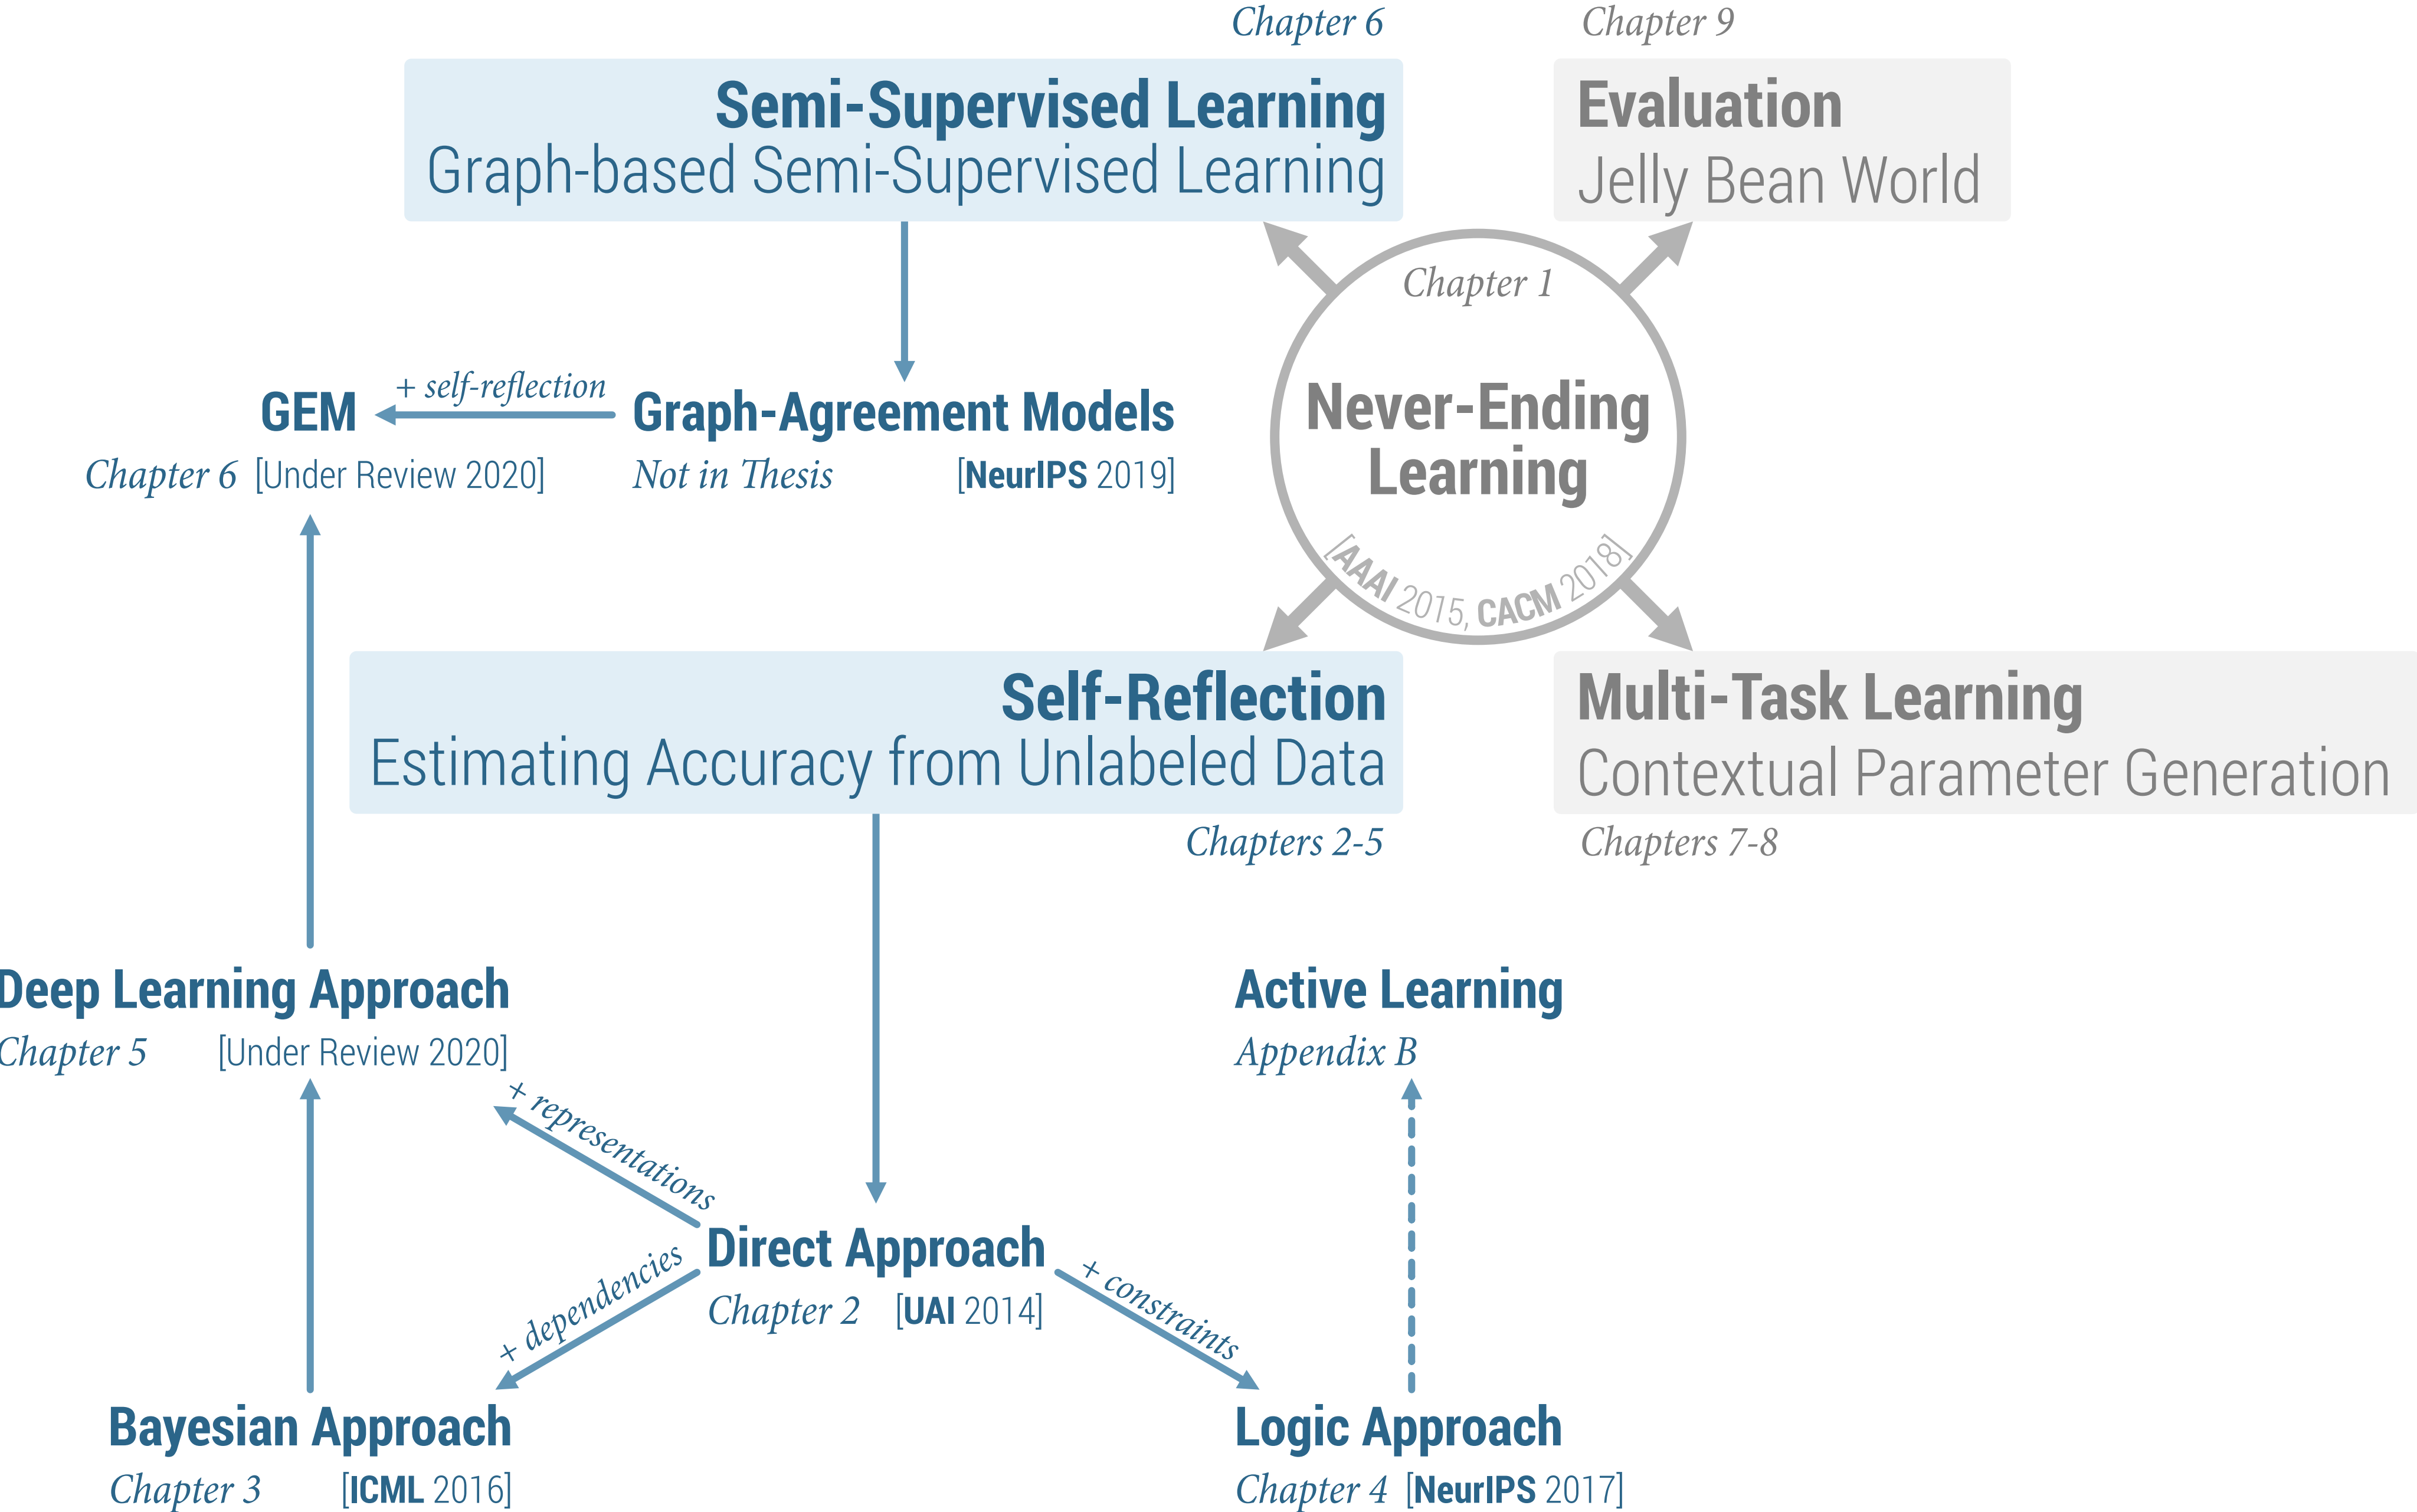 Chapter 6
Chapter 9
Semi-Supervised Learning
Graph-based Semi-Supervised Learning
Evaluation
Jelly Bean World
Chapter 1
Never-Ending
Learning
[AAAI 2015, CACM 2018]
GEM
+ self-reflection
Graph-Agreement Models
Chapter 6 [Under Review 2020]
Not in Thesis [NeurIPS 2019]
Self-Reflection
Estimating Accuracy from Unlabeled Data
Chapters 2-5
Multi-Task Learning
Contextual Parameter Generation
Chapters 7-8
Deep Learning Approach
Chapter 5 [Under Review 2020]
Active Learning
Appendix B
+ representations
Direct Approach
Chapter 2 [UAI 2014]
+ dependencies
+ constraints
Bayesian Approach
Chapter 3 [ICML 2016]
Logic Approach
Chapter 4 [NeurIPS 2017]